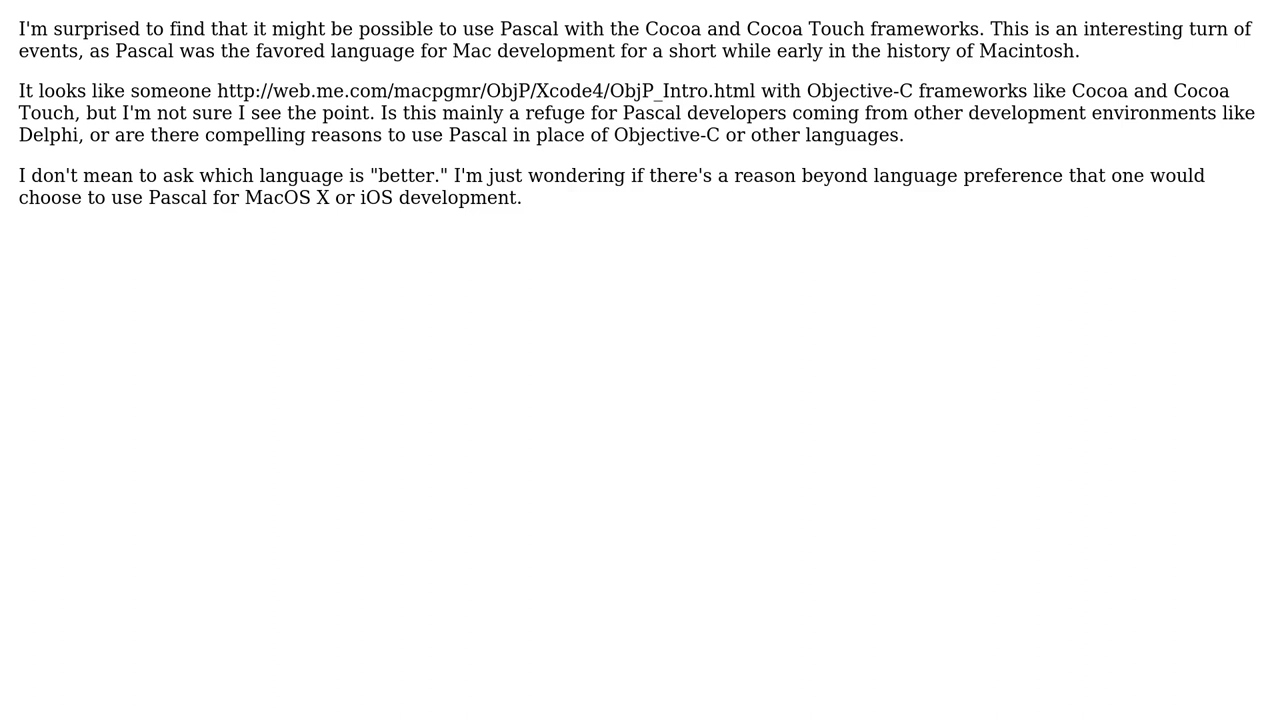 I'm surprised to find that it might be possible to use Pascal with the Cocoa and Cocoa Touch frameworks. This is an interesting turn of
events, as Pascal was the favored language for Mac development for a short while early in the history of Macintosh.
It looks like someone http://web.me.com/macpgmr/ObjP/Xcode4/ObjP_Intro.html with Objective-C frameworks like Cocoa and Cocoa
Touch, but I'm not sure I see the point. Is this mainly a refuge for Pascal developers coming from other development environments like
Delphi, or are there compelling reasons to use Pascal in place of Objective-C or other languages.
I don't mean to ask which language is "better." I'm just wondering if there's a reason beyond language preference that one would
choose to use Pascal for MacOS X or iOS development.